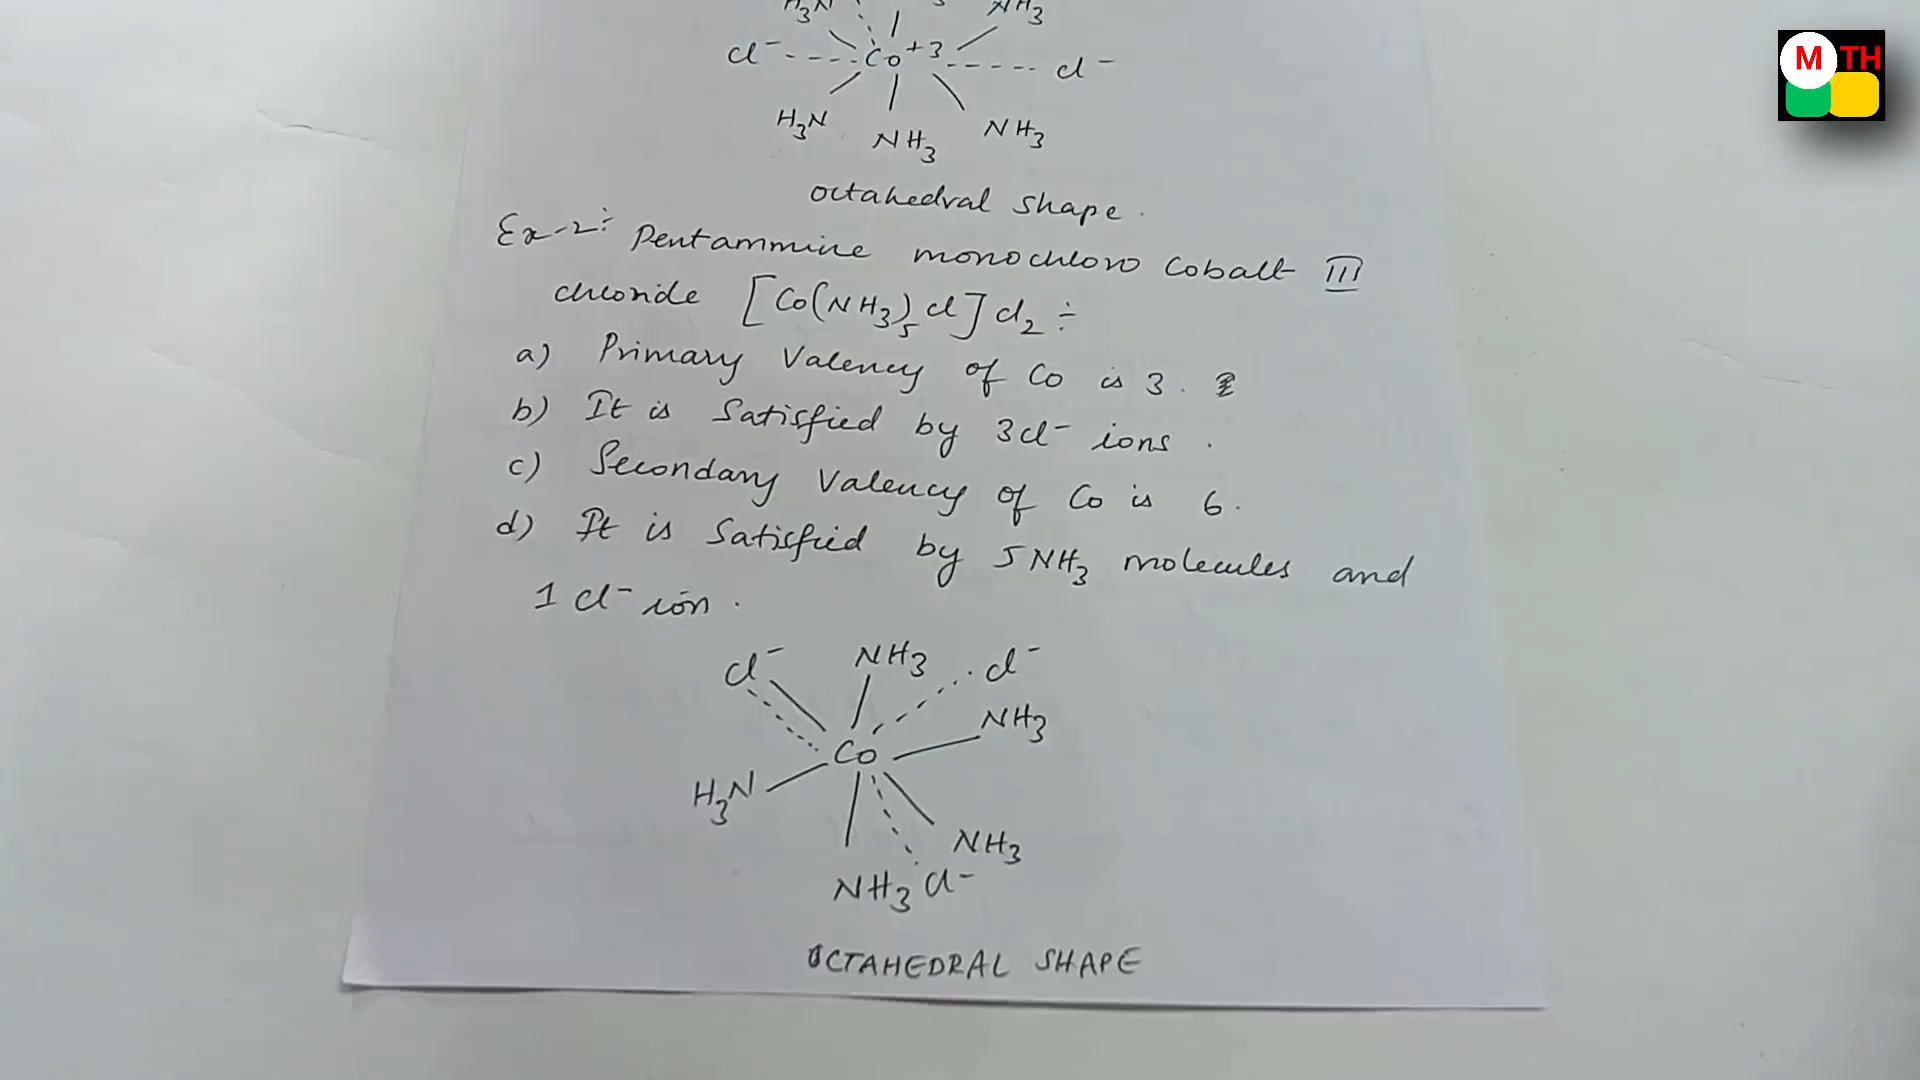 H3N NH3
Cl- Co+3 Cl-
H3N NH3 NH3
octahedral shape.
Ex-2÷ Pentammine monochloro Cobalt III
chloride [Co(NH3)5 Cl] Cl2 ÷
a) Primary Valency of Co is 3.
b) It is Satisfied by 3Cl- ions.
c) Secondary Valency of Co is 6.
d) It is Satisfied by 5NH3 molecules and
1 Cl- ion.
Cl- NH3 Cl-
NH3
Co
H3N
NH3
NH3 Cl-
OCTAHEDRAL SHAPE
M TH